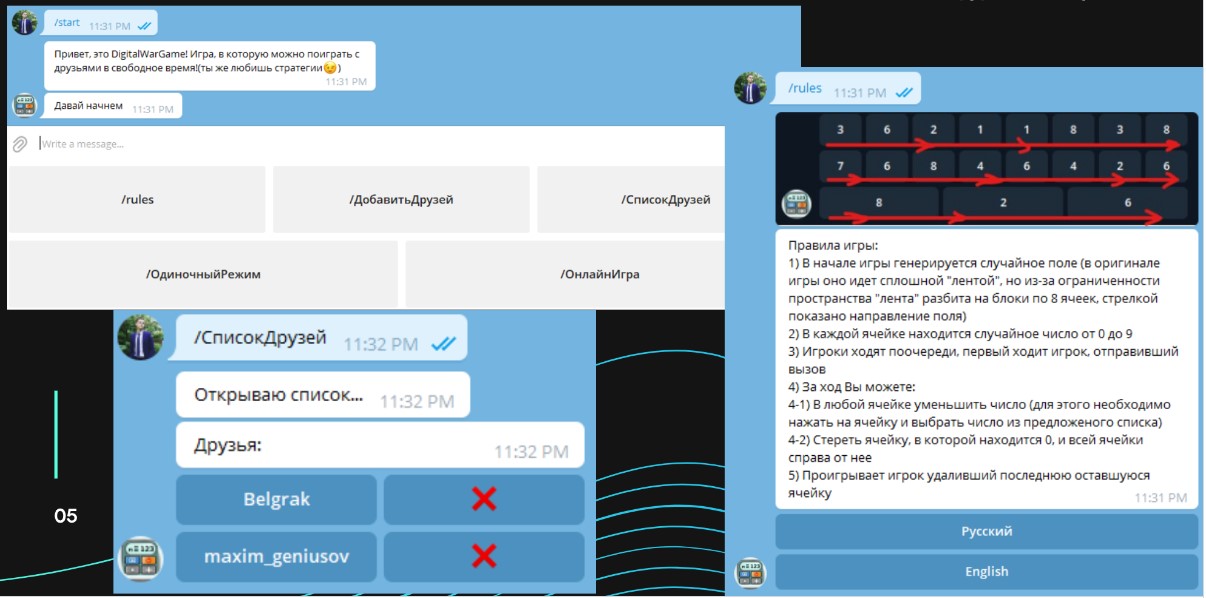 /start 11:31 PM
Привет, это DigitalWarGame! Игра, в которую можно поиграть с
друзьями в свободное время!(ты же любишь стратегии😉)
11:31 PM
Давай начнем 11:31 PM
Write a message...
/rules /ДобавитьДрузей /СписокДрузей
/ОдиночныйРежим /ОнлайнИгра
/СписокДрузей 11:32 PM
Открываю список... 11:32 PM
Друзья: 11:32 PM
Belgrak ❌
maxim_geniusov ❌
05
/rules 11:31 PM
3 6 2 1 1 8 3 8
7 6 8 4 6 4 2 6
8 2 6
Правила игры:
1) В начале игры генерируется случайное поле (в оригинале
игры оно идет сплошной "лентой", но из-за ограниченности
пространства "лента" разбита на блоки по 8 ячеек, стрелкой
показано направление поля)
2) В каждой ячейке находится случайное число от 0 до 9
3) Игроки ходят поочереди, первый ходит игрок, отправивший
вызов
4) За ход Вы можете:
4-1) В любой ячейке уменьшить число (для этого необходимо
нажать на ячейку и выбрать число из предложеного списка)
4-2) Стереть ячейку, в которой находится 0, и всей ячейки
справа от нее
5) Проигрывает игрок удаливший последнюю оставшуюся
ячейку
11:31 PM
Русский
English